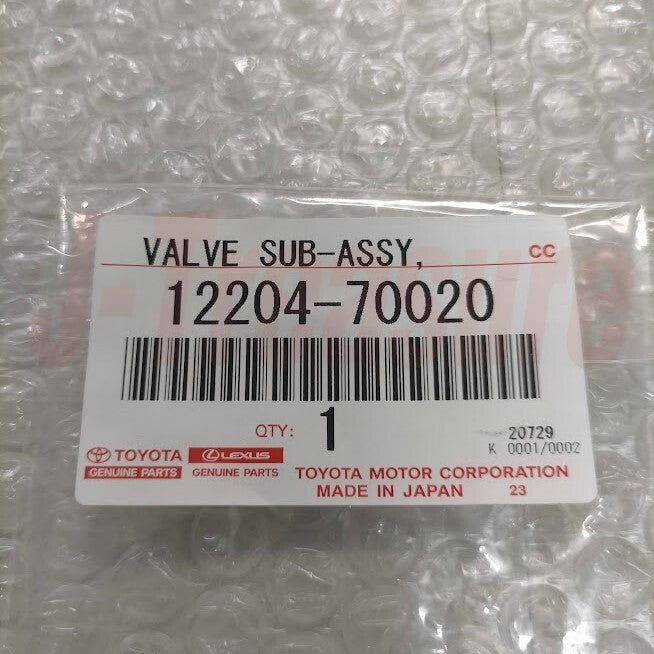 VALVE SUB-ASSY, CC
12204-70020
QTY: 1
20729
K 0001/0002
TOYOTA
GENUINE PARTS
LEXUS
GENUINE PARTS
TOYOTA MOTOR CORPORATION
MADE IN JAPAN 23